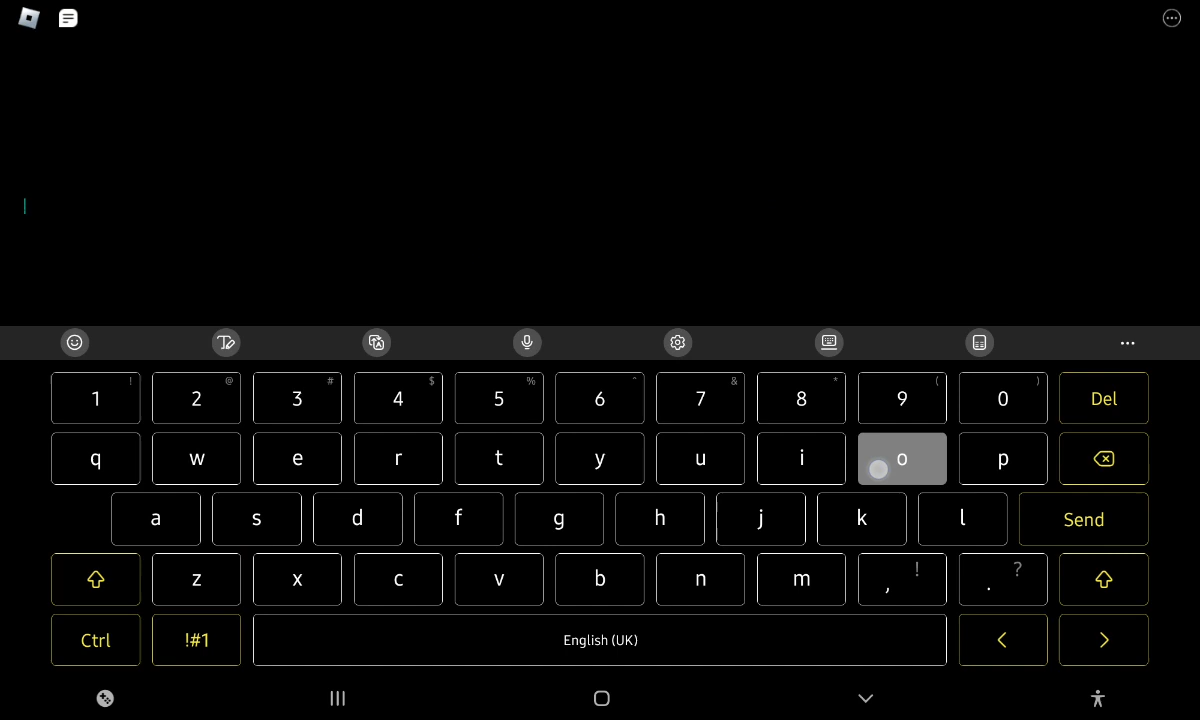 1 ! 2 @ 3 # 4 $ 5 % 6 ^ 7 & 8 * 9 ( 0 ) Del
q w e r t y u i o p
a s d f g h j k l Send
z x c v b n m , ! . ?
Ctrl !#1 English (UK) < >